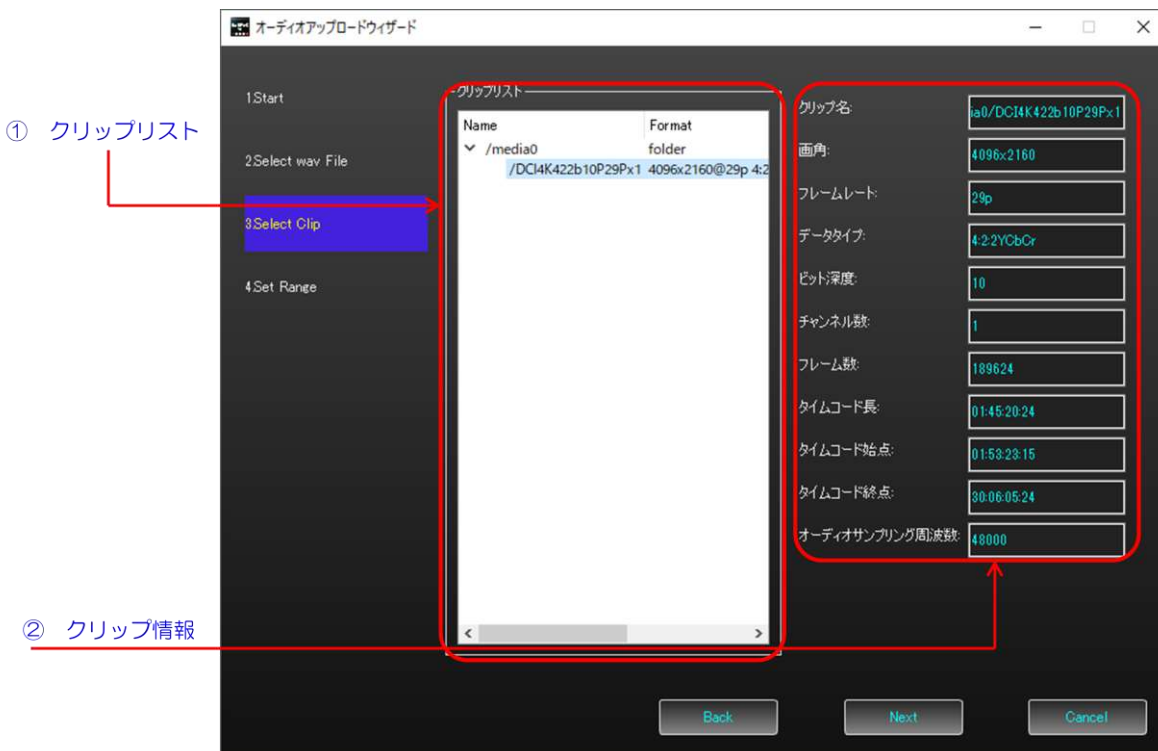 オーディオアップロードウィザード
① クリップリスト
② クリップ情報
1.Start
2.Select wav File
3.Select Clip
4.Set Range
クリップリスト
Name Format
/media0 folder
/DCI4K422b10P29Px1 4096x2160@29p 4:2
クリップ名: ia0/DCI4K422b10P29Px1
画角: 4096x2160
フレームレート: 29p
データタイプ: 4:2:2YCbCr
ビット深度: 10
チャンネル数: 1
フレーム数: 189624
タイムコード長: 01:45:20:24
タイムコード始点: 01:53:23:15
タイムコード終点: 30:06:05:24
オーディオサンプリング周波数: 48000
Back Next Cancel